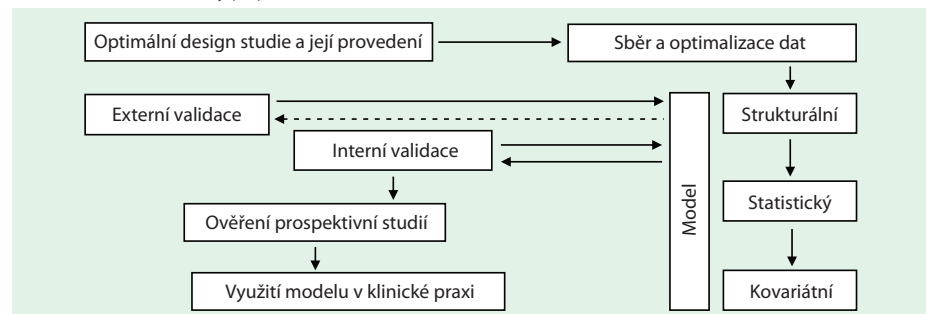 Optimální design studie a její provedení
Sběr a optimalizace dat
Externí validace
Strukturální
Interní validace
Model
Statistický
Ověření prospektivní studií
Využití modelu v klinické praxi
Kovariátní